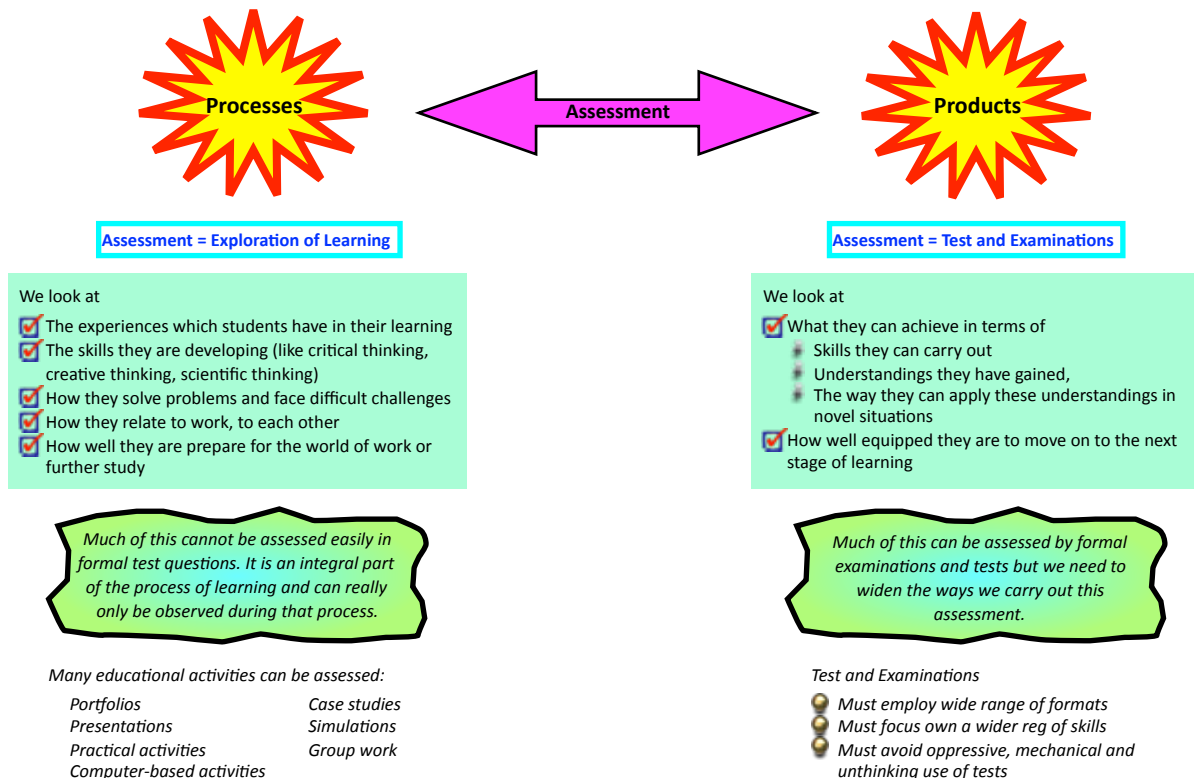 Processes
Assessment
Products
Assessment = Exploration of Learning
We look at
The experiences which students have in their learning
The skills they are developing (like critical thinking,
creative thinking, scientific thinking)
How they solve problems and face difficult challenges
How they relate to work, to each other
How well they are prepare for the world of work or
further study
Much of this cannot be assessed easily in
formal test questions. It is an integral part
of the process of learning and can really
only be observed during that process.
Many educational activities can be assessed:
Portfolios
Presentations
Practical activities
Computer-based activities
Case studies
Simulations
Group work
Assessment = Test and Examinations
We look at
What they can achieve in terms of
Skills they can carry out
Understandings they have gained,
The way they can apply these understandings in
novel situations
How well equipped they are to move on to the next
stage of learning
Much of this can be assessed by formal
examinations and tests but we need to
widen the ways we carry out this
assessment.
Test and Examinations
Must employ wide range of formats
Must focus own a wider reg of skills
Must avoid oppressive, mechanical and
unthinking use of tests